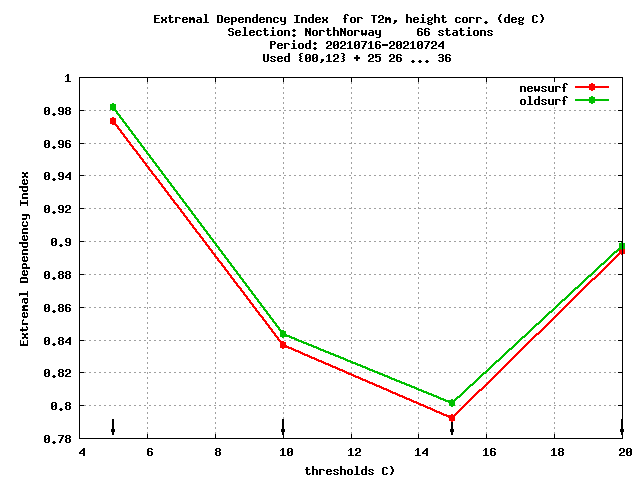 Extremal Dependency Index  for T2m, height corr. (deg C)
Selection: NorthNorway     66 stations
Period: 20210716-20210724
Used {00,12} + 25 26 ... 36
newsurf
oldsurf
1
0.98
0.96
0.94
0.92
0.9
0.88
0.86
0.84
0.82
0.8
0.78
Extremal Dependency Index
4 6 8 10 12 14 16 18 20
thresholds C)